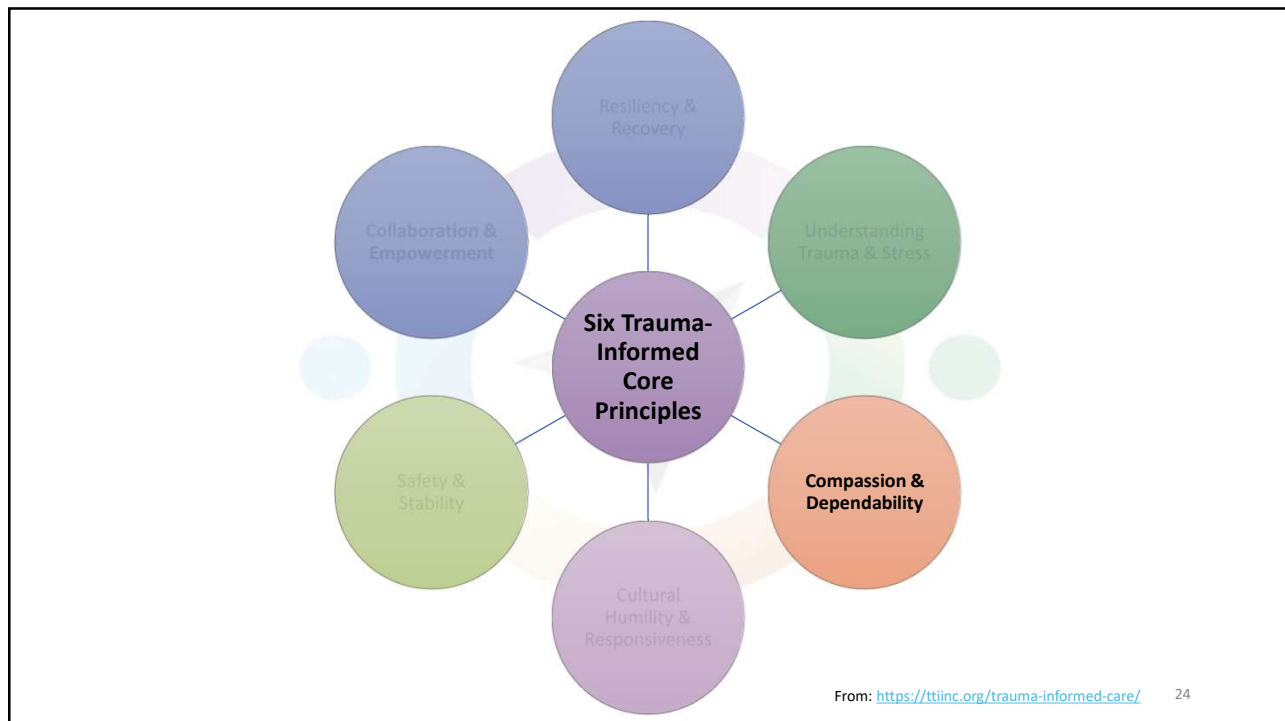 Resiliency &
Recovery
Collaboration &
Empowerment
Understanding
Trauma & Stress
Six Trauma-
Informed
Core
Principles
Safety &
Stability
Compassion &
Dependability
Cultural
Humility &
Responsiveness
From: https://ttiinc.org/trauma-informed-care/ 24